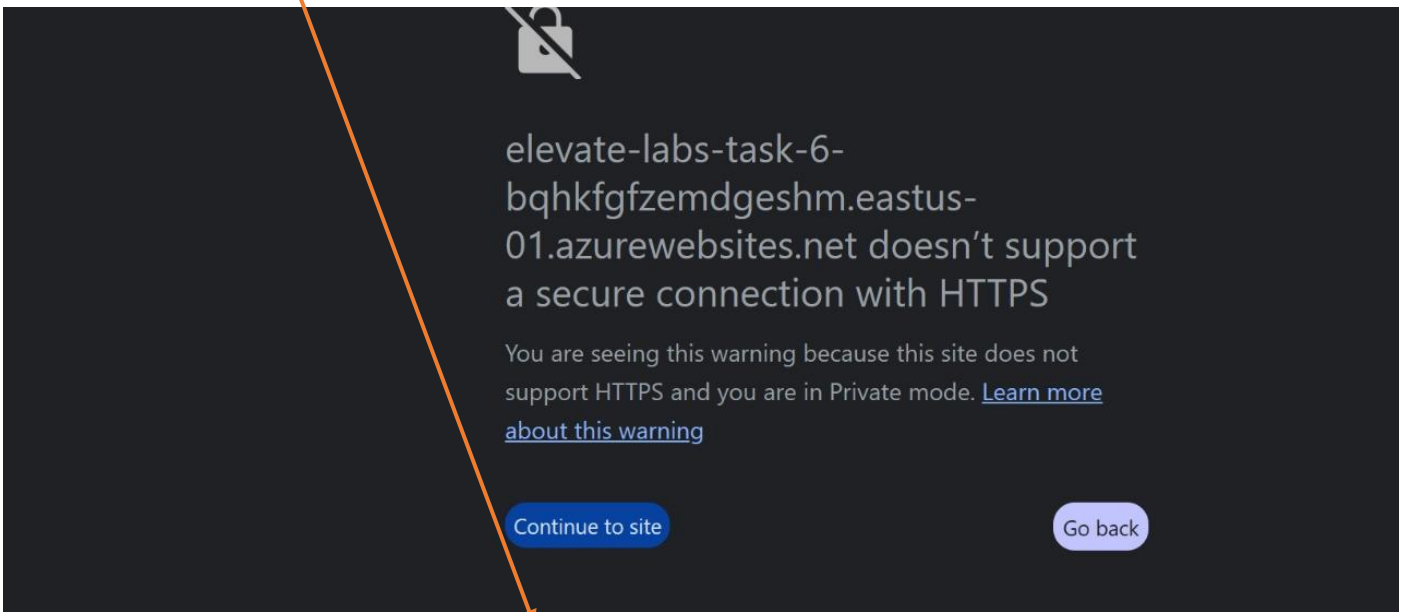 elevate-labs-task-6-
bqhkfgfzemdgeshm.eastus-
01.azurewebsites.net doesn’t support
a secure connection with HTTPS
You are seeing this warning because this site does not
support HTTPS and you are in Private mode. Learn more
about this warning
Continue to site
Go back